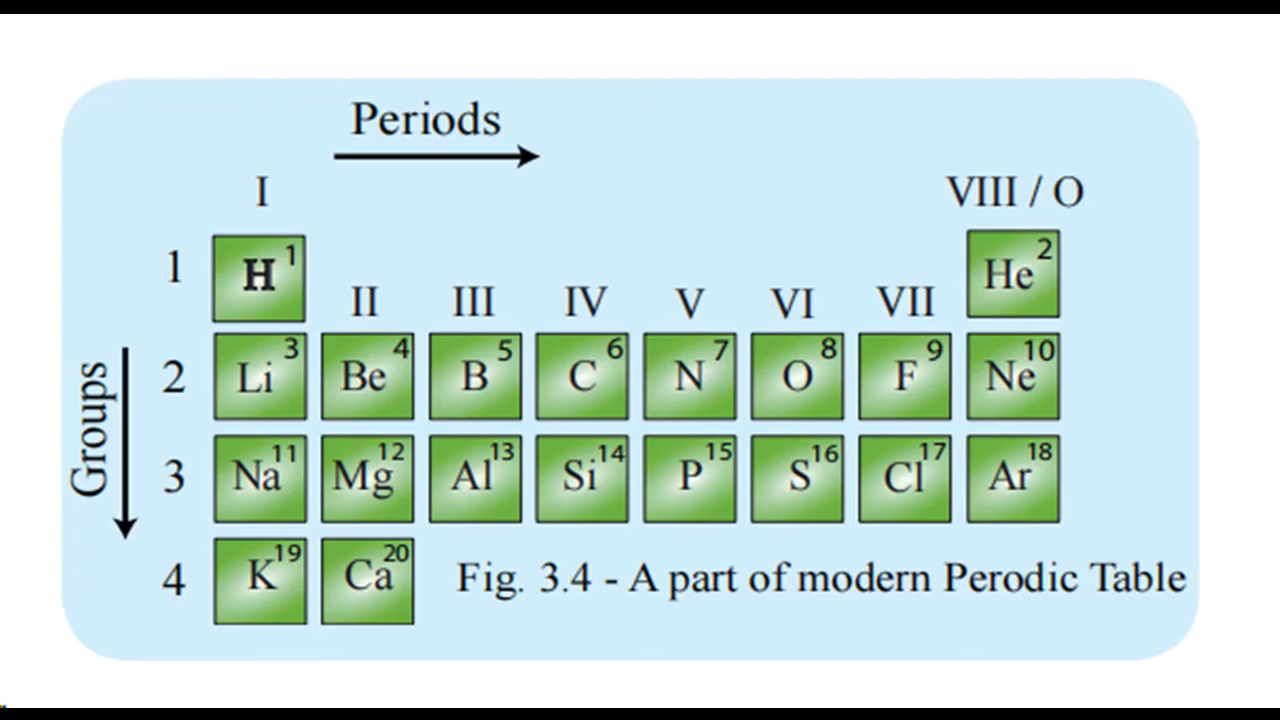 Periods
I VIII / O
1 H 1 He 2
II III IV V VI VII
Groups
2 Li 3 Be 4 B 5 C 6 N 7 O 8 F 9 Ne 10
3 Na 11 Mg 12 Al 13 Si 14 P 15 S 16 Cl 17 Ar 18
4 K 19 Ca 20 Fig. 3.4 - A part of modern Perodic Table